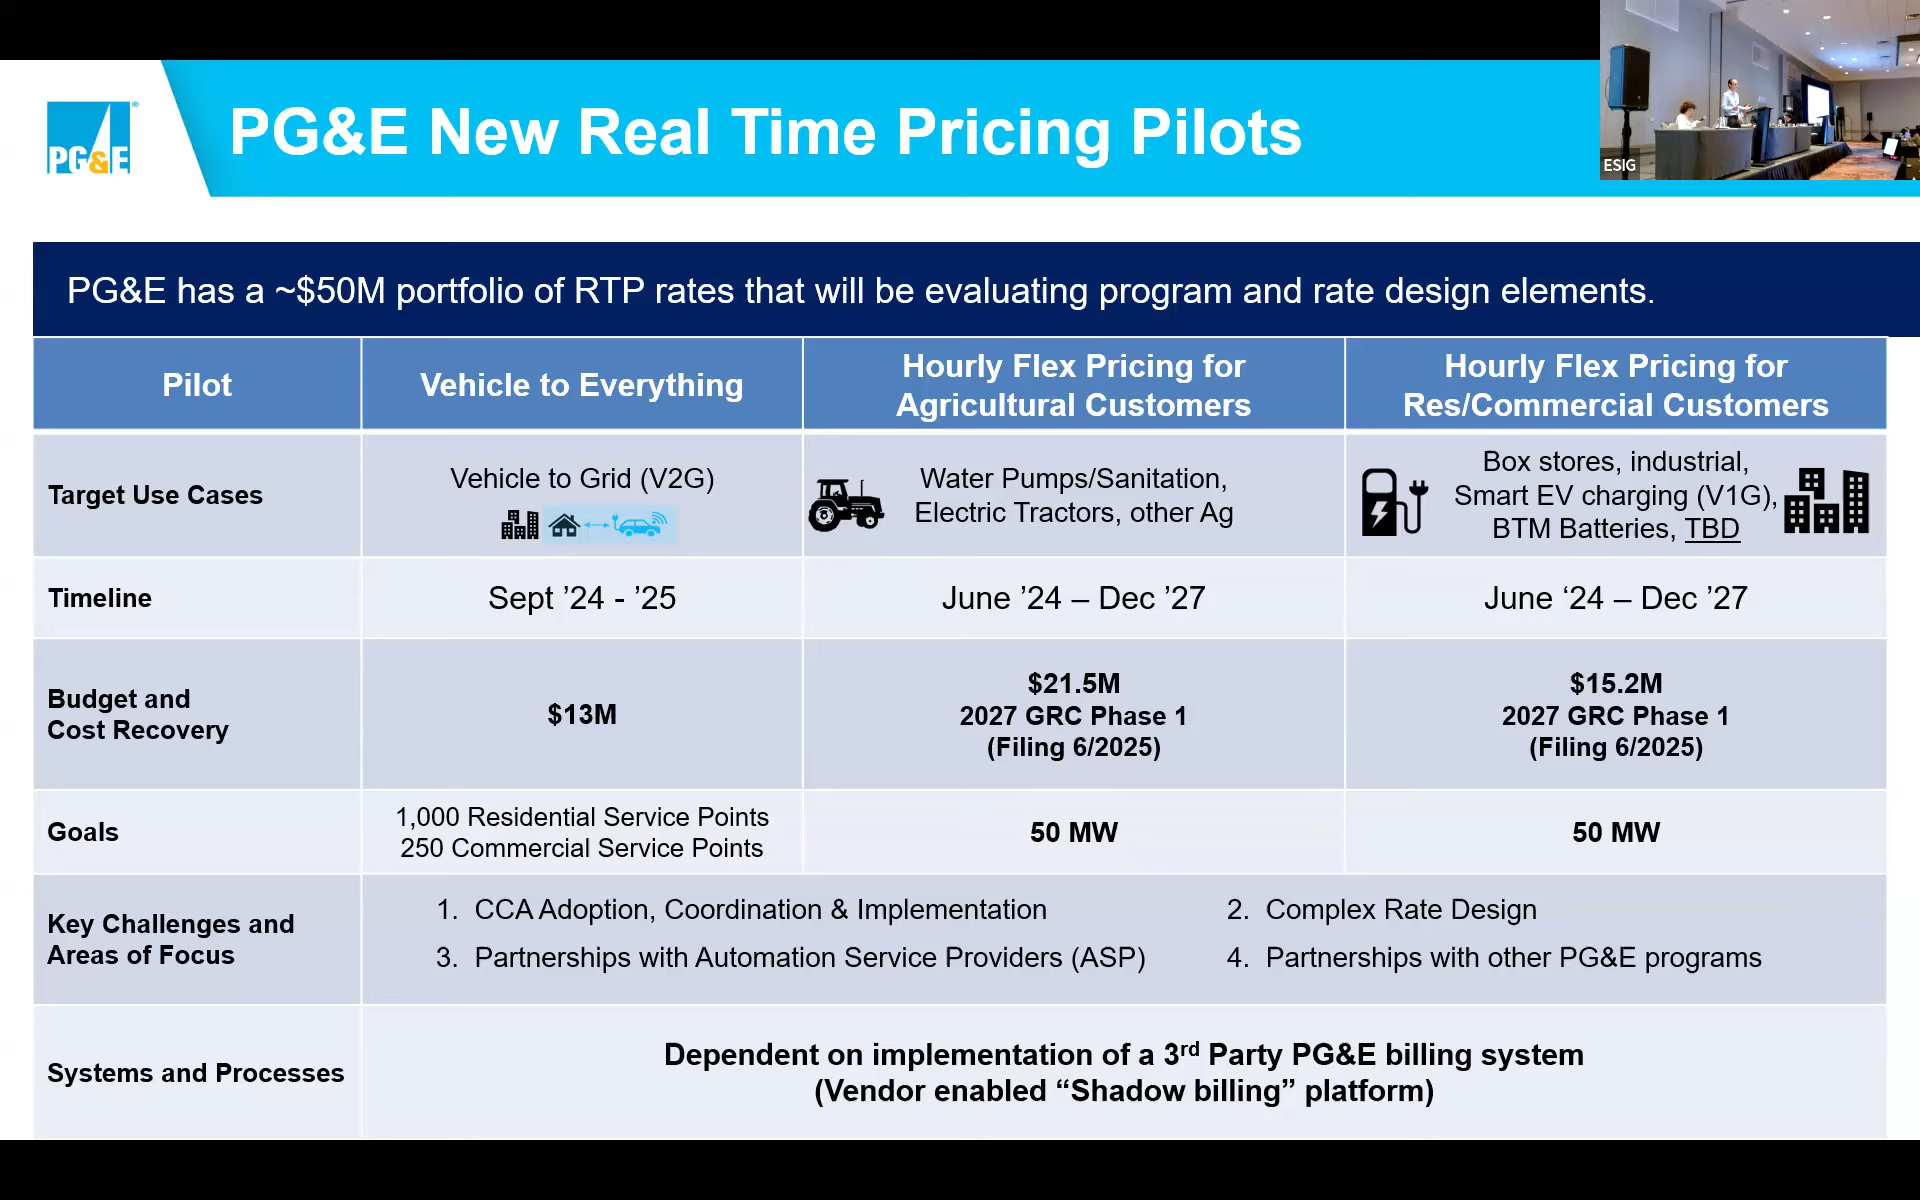 PG&E
PG&E New Real Time Pricing Pilots
ESIG
PG&E has a ~$50M portfolio of RTP rates that will be evaluating program and rate design elements.
Pilot
Vehicle to Everything
Hourly Flex Pricing for
Agricultural Customers
Hourly Flex Pricing for
Res/Commercial Customers
Target Use Cases
Vehicle to Grid (V2G)
Water Pumps/Sanitation,
Electric Tractors, other Ag
Box stores, industrial,
Smart EV charging (V1G),
BTM Batteries, TBD
Timeline
Sept ’24 - ’25
June ’24 – Dec ’27
June ‘24 – Dec ’27
Budget and
Cost Recovery
$13M
$21.5M
2027 GRC Phase 1
(Filing 6/2025)
$15.2M
2027 GRC Phase 1
(Filing 6/2025)
Goals
1,000 Residential Service Points
250 Commercial Service Points
50 MW
50 MW
Key Challenges and
Areas of Focus
1. CCA Adoption, Coordination & Implementation
2. Complex Rate Design
3. Partnerships with Automation Service Providers (ASP)
4. Partnerships with other PG&E programs
Systems and Processes
Dependent on implementation of a 3rd Party PG&E billing system
(Vendor enabled “Shadow billing” platform)